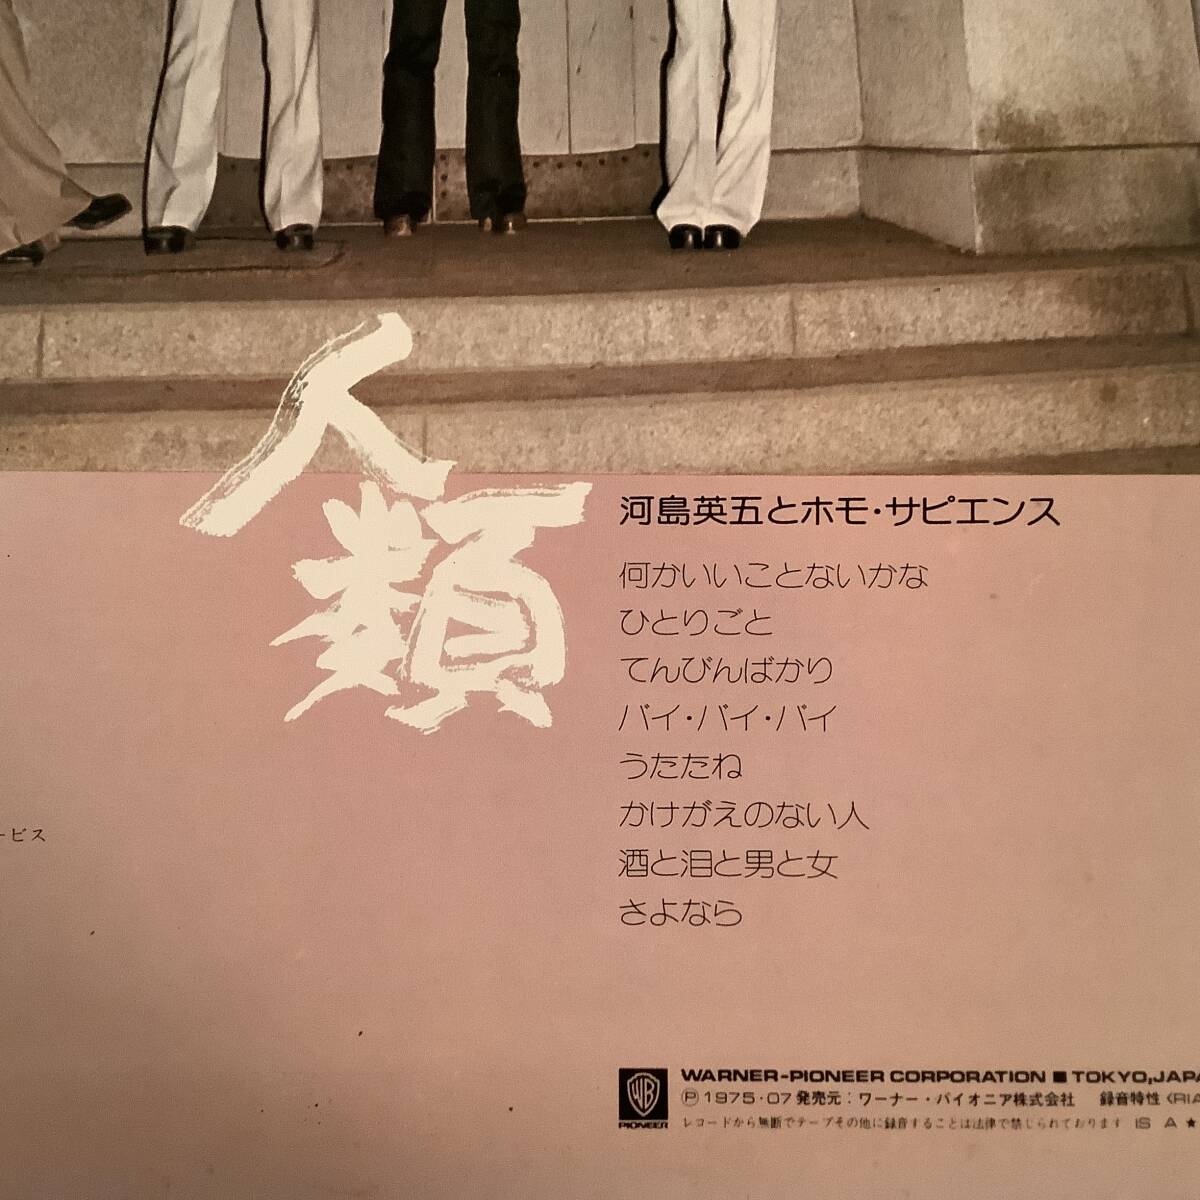 人類
河島英五とホモ・サピエンス
何かいいことないかな
ひとりごと
てんびんばかり
バイ・バイ・バイ
うたたね
かけがえのない人
酒と泪と男と女
さよなら
ービス
WB
PIONEER
WARNER-PIONEER CORPORATION ■ TOKYO,JAPA
Ⓟ1975・07 発売元：ワーナー・パイオニア株式会社 録音特性〈RIA
レコードから無断でテープその他に録音することは法律で禁じられております IS A ★